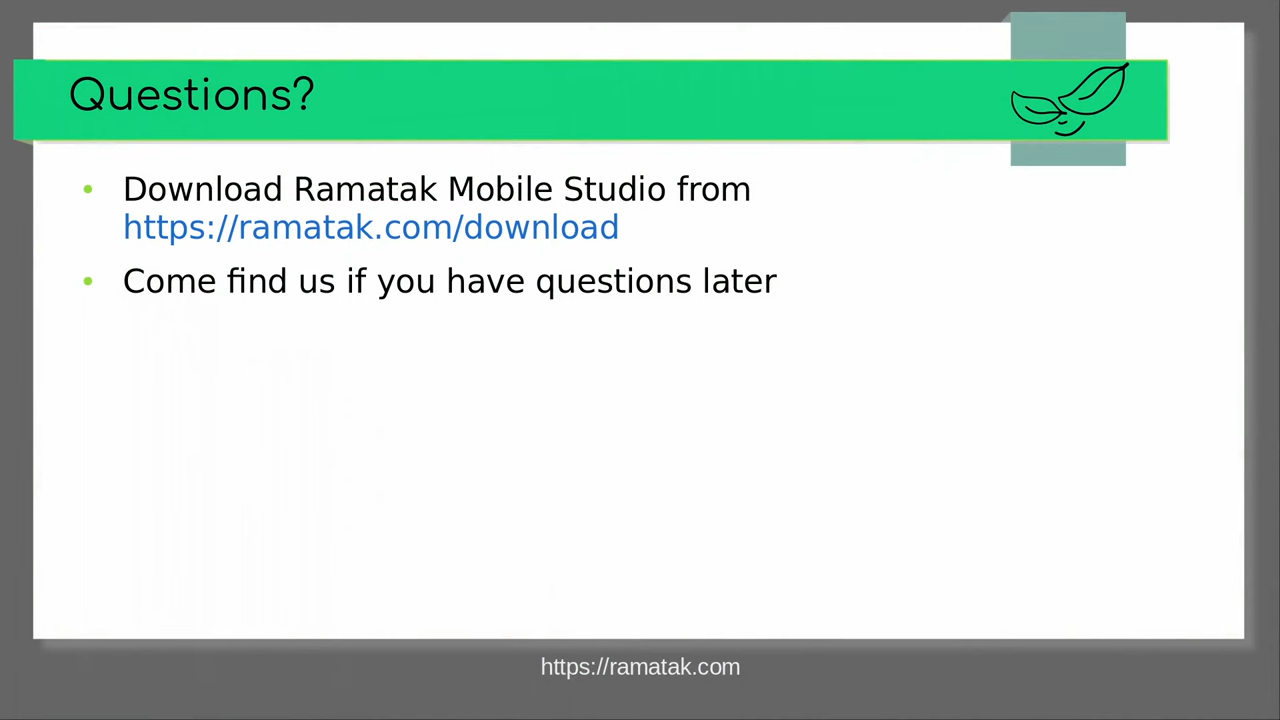 Questions?
• Download Ramatak Mobile Studio from
https://ramatak.com/download
• Come find us if you have questions later
https://ramatak.com